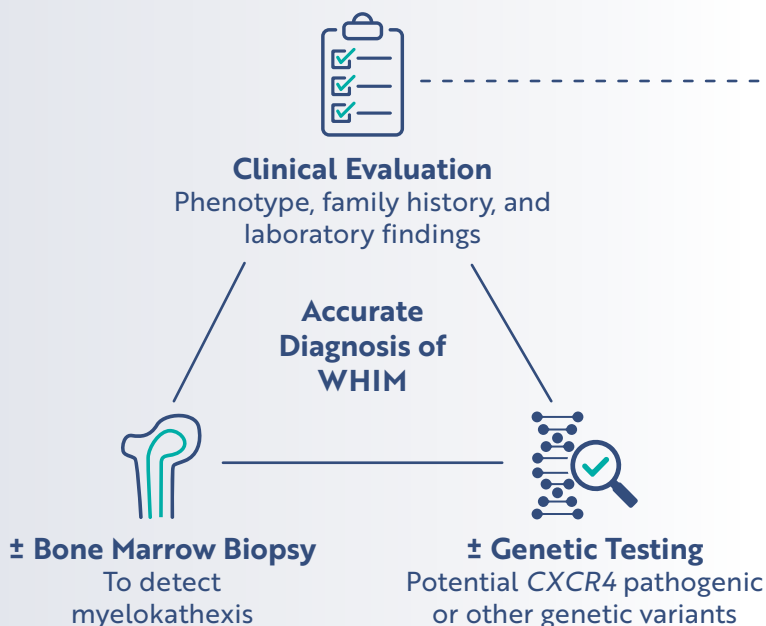 Clinical Evaluation
Phenotype, family history, and
laboratory findings
Accurate
Diagnosis of
WHIM
± Bone Marrow Biopsy
To detect
myelokathexis
± Genetic Testing
Potential CXCR4 pathogenic
or other genetic variants